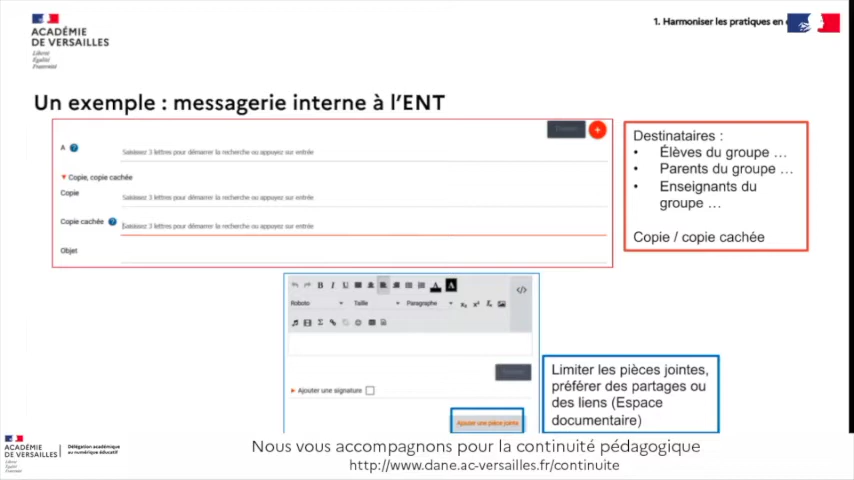 ACADÉMIE
DE VERSAILLES
Liberté
Égalité
Fraternité
1. Harmoniser les pratiques en
Un exemple : messagerie interne à l'ENT
A
Saisissez 3 lettres pour démarrer la recherche ou appuyez sur entrée
Copie, copie cachée
Copie
Saisissez 3 lettres pour démarrer la recherche ou appuyez sur entrée
Copie cachée
Saisissez 3 lettres pour démarrer la recherche ou appuyez sur entrée
Objet
Destinataires :
• Élèves du groupe ...
• Parents du groupe ...
• Enseignants du
groupe ...
Copie / copie cachée
Roboto Taille Paragraphe
Ajouter une signature
Ajouter une pièce jointe
Limiter les pièces jointes,
préférer des partages ou
des liens (Espace
documentaire)
ACADÉMIE
DE VERSAILLES
Liberté
Égalité
Fraternité
Délégation académique
au numérique éducatif
Nous vous accompagnons pour la continuité pédagogique
http://www.dane.ac-versailles.fr/continuite